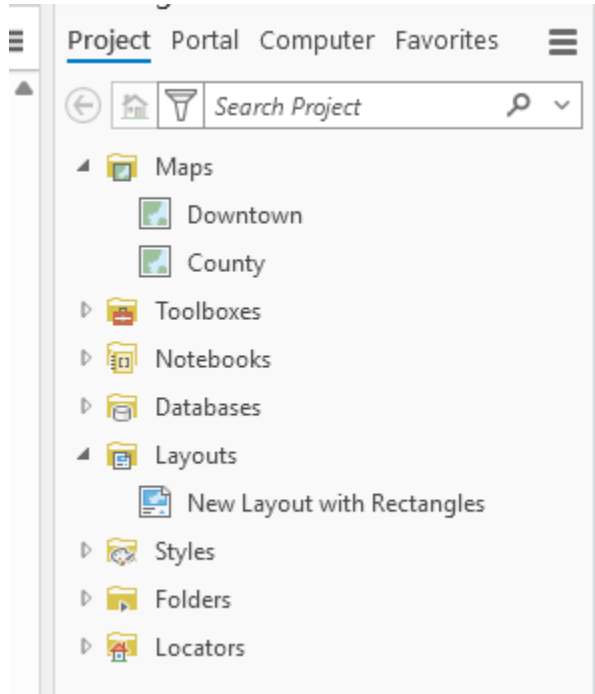 Project Portal Computer Favorites
Search Project
Maps
Downtown
County
Toolboxes
Notebooks
Databases
Layouts
New Layout with Rectangles
Styles
Folders
Locators